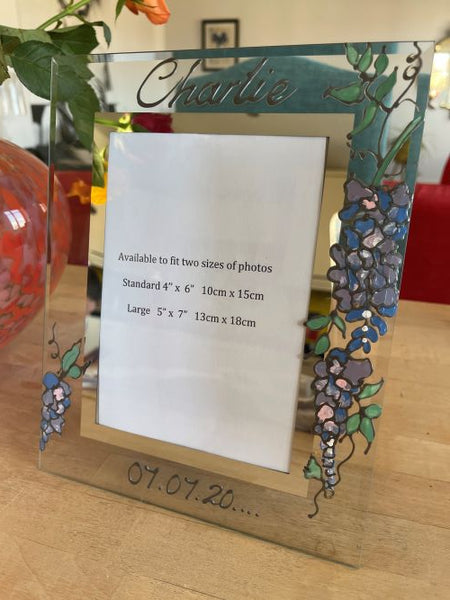 Charlie
Available to fit two sizes of photos
Standard 4” x 6” 10cm x 15cm
Large 5” x 7” 13cm x 18cm
07.07.20....